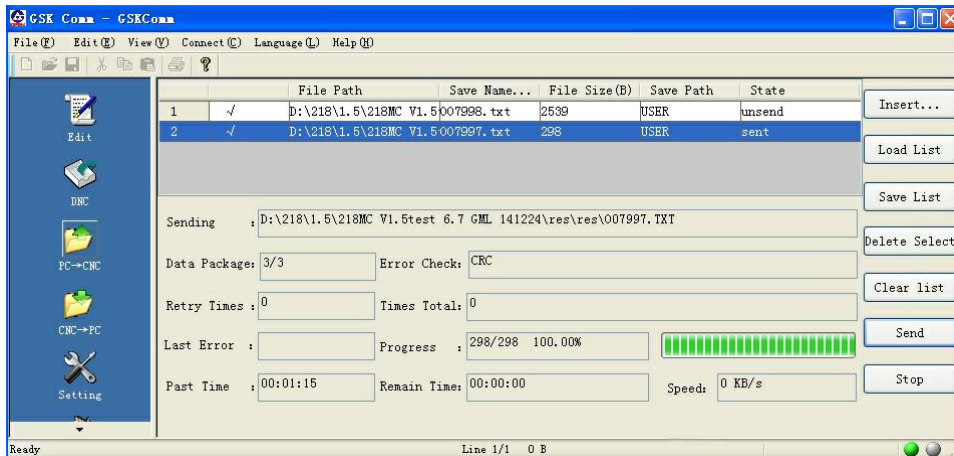 GSK Comm - GSKComm
File(F) Edit(E) View(V) Connect(C) Language(L) Help(H)
File Path Save Name... File Size(B) Save Path State
1 √ D:\218\1.5\218MC V1.5 007998.txt 2539 USER unsend
2 √ D:\218\1.5\218MC V1.5 007997.txt 298 USER sent
Edit
DNC
PC→CNC
CNC→PC
Setting
Sending : D:\218\1.5\218MC V1.5test 6.7 GML 141224\res\res\007997.TXT
Data Package: 3/3 Error Check: CRC
Retry Times : 0 Times Total: 0
Last Error : Progress : 298/298 100.00%
Past Time : 00:01:15 Remain Time: 00:00:00 Speed: 0 KB/s
Insert...
Load List
Save List
Delete Select
Clear list
Send
Stop
Ready Line 1/1 0 B